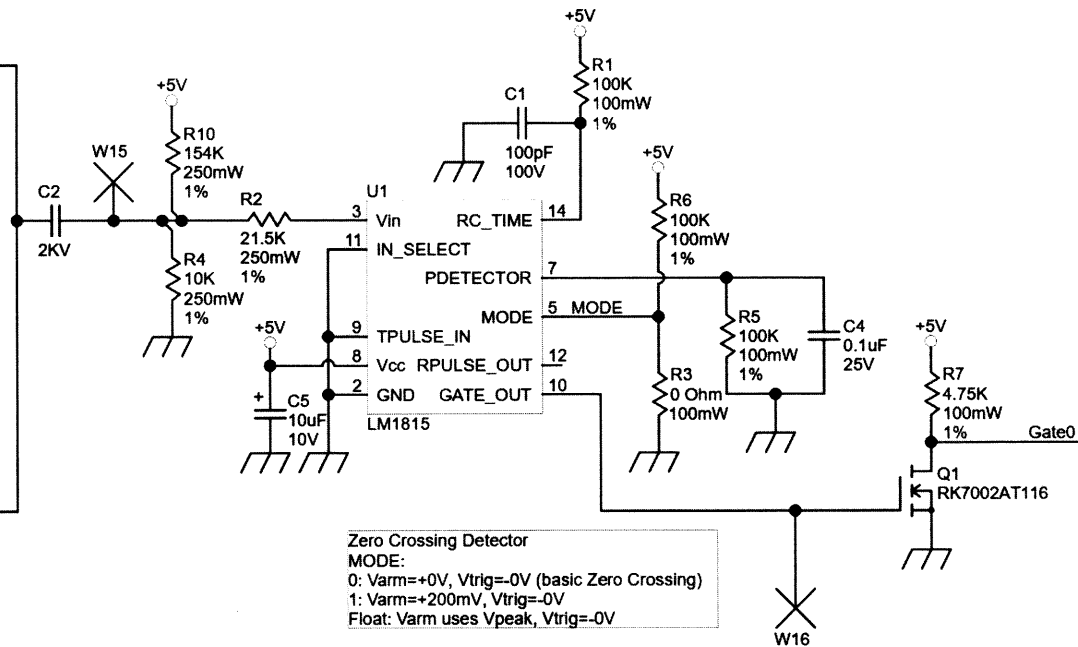 +5V
R1
100K
100mW
1%
C1
100pF
100V
+5V
R10
154K
250mW
1%
W15
C2
2KV
R2
21.5K
250mW
1%
R4
10K
250mW
1%
+5V
C5
+
10uF
10V
U1
3 Vin
11 IN_SELECT
9 TPULSE_IN
8 Vcc
2 GND
RC_TIME 14
PDETECTOR 7
MODE 5 MODE
RPULSE_OUT 12
GATE_OUT 10
LM1815
+5V
R6
100K
100mW
1%
R3
0 Ohm
100mW
R5
100K
100mW
1%
C4
0.1uF
25V
+5V
R7
4.75K
100mW
1%
Gate0
Q1
RK7002AT116
W16
Zero Crossing Detector
MODE:
0: Varm=+0V, Vtrig=-0V (basic Zero Crossing)
1: Varm=+200mV, Vtrig=-0V
Float: Varm uses Vpeak, Vtrig=-0V